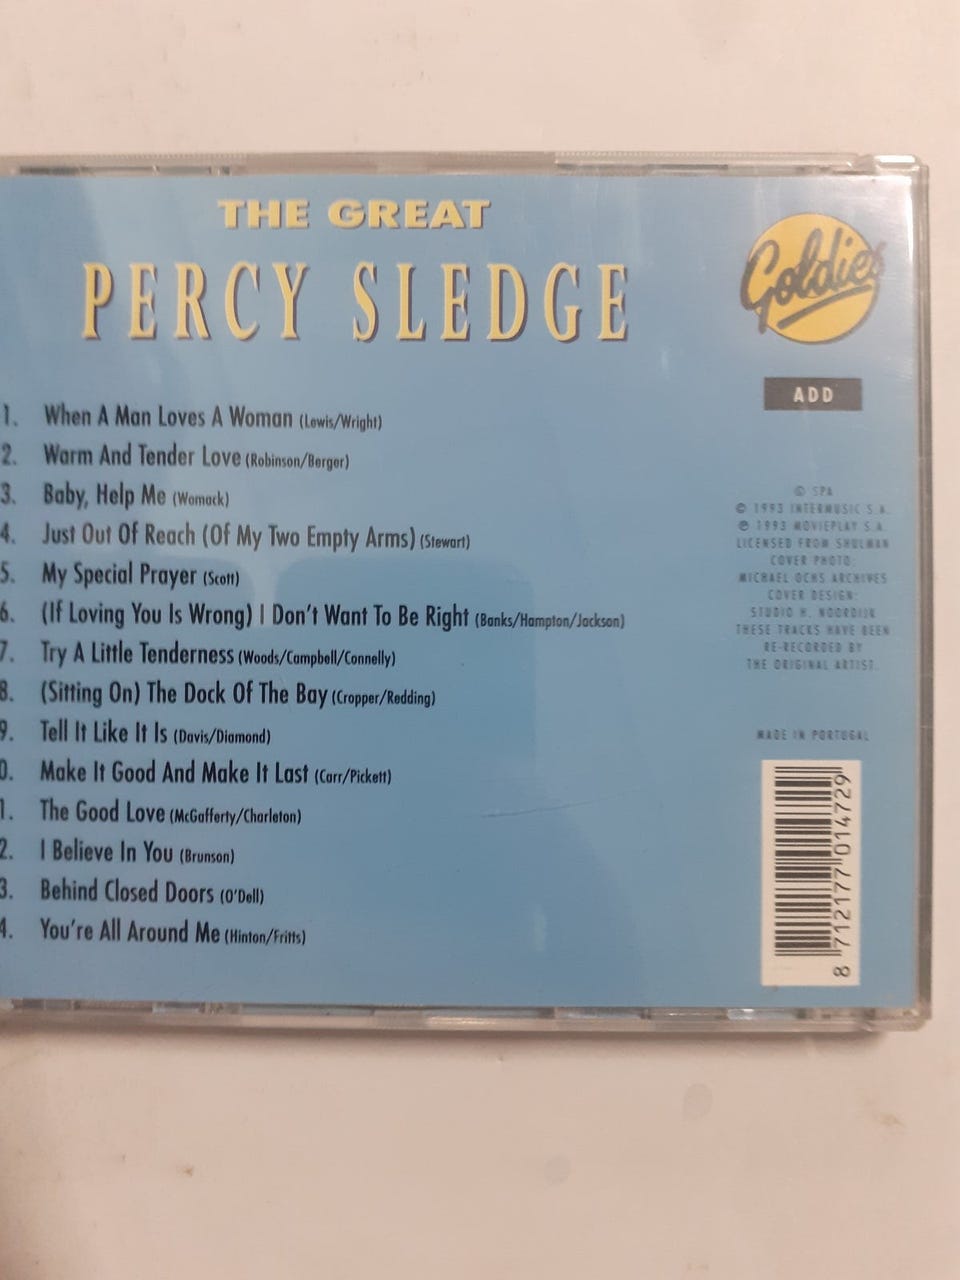 THE GREAT
PERCY SLEDGE
Goldies
ADD
1. When A Man Loves A Woman (Lewis/Wright)
2. Warm And Tender Love (Robinson/Berger)
3. Baby, Help Me (Womack)
4. Just Out Of Reach (Of My Two Empty Arms) (Stewart)
5. My Special Prayer (Scott)
6. (If Loving You Is Wrong) I Don't Want To Be Right (Banks/Hampton/Jackson)
7. Try A Little Tenderness (Woods/Campbell/Connelly)
8. (Sitting On) The Dock Of The Bay (Cropper/Redding)
9. Tell It Like It Is (Davis/Diamond)
0. Make It Good And Make It Last (Carr/Pickett)
1. The Good Love (McGafferty/Charleton)
2. I Believe In You (Brunson)
3. Behind Closed Doors (O'Dell)
4. You're All Around Me (Hinton/Fritts)
© SPA
© 1993 INTERMUSIC S.A.
℗ 1993 MOVIEPLAY S.A.
LICENSED FROM SHULMAN
COVER PHOTO:
MICHAEL OCHS ARCHIVES
COVER DESIGN:
STUDIO H. NOORDIJK
THESE TRACKS HAVE BEEN
RE-RECORDED BY
THE ORIGINAL ARTIST.
MADE IN PORTUGAL
8 712177 014729